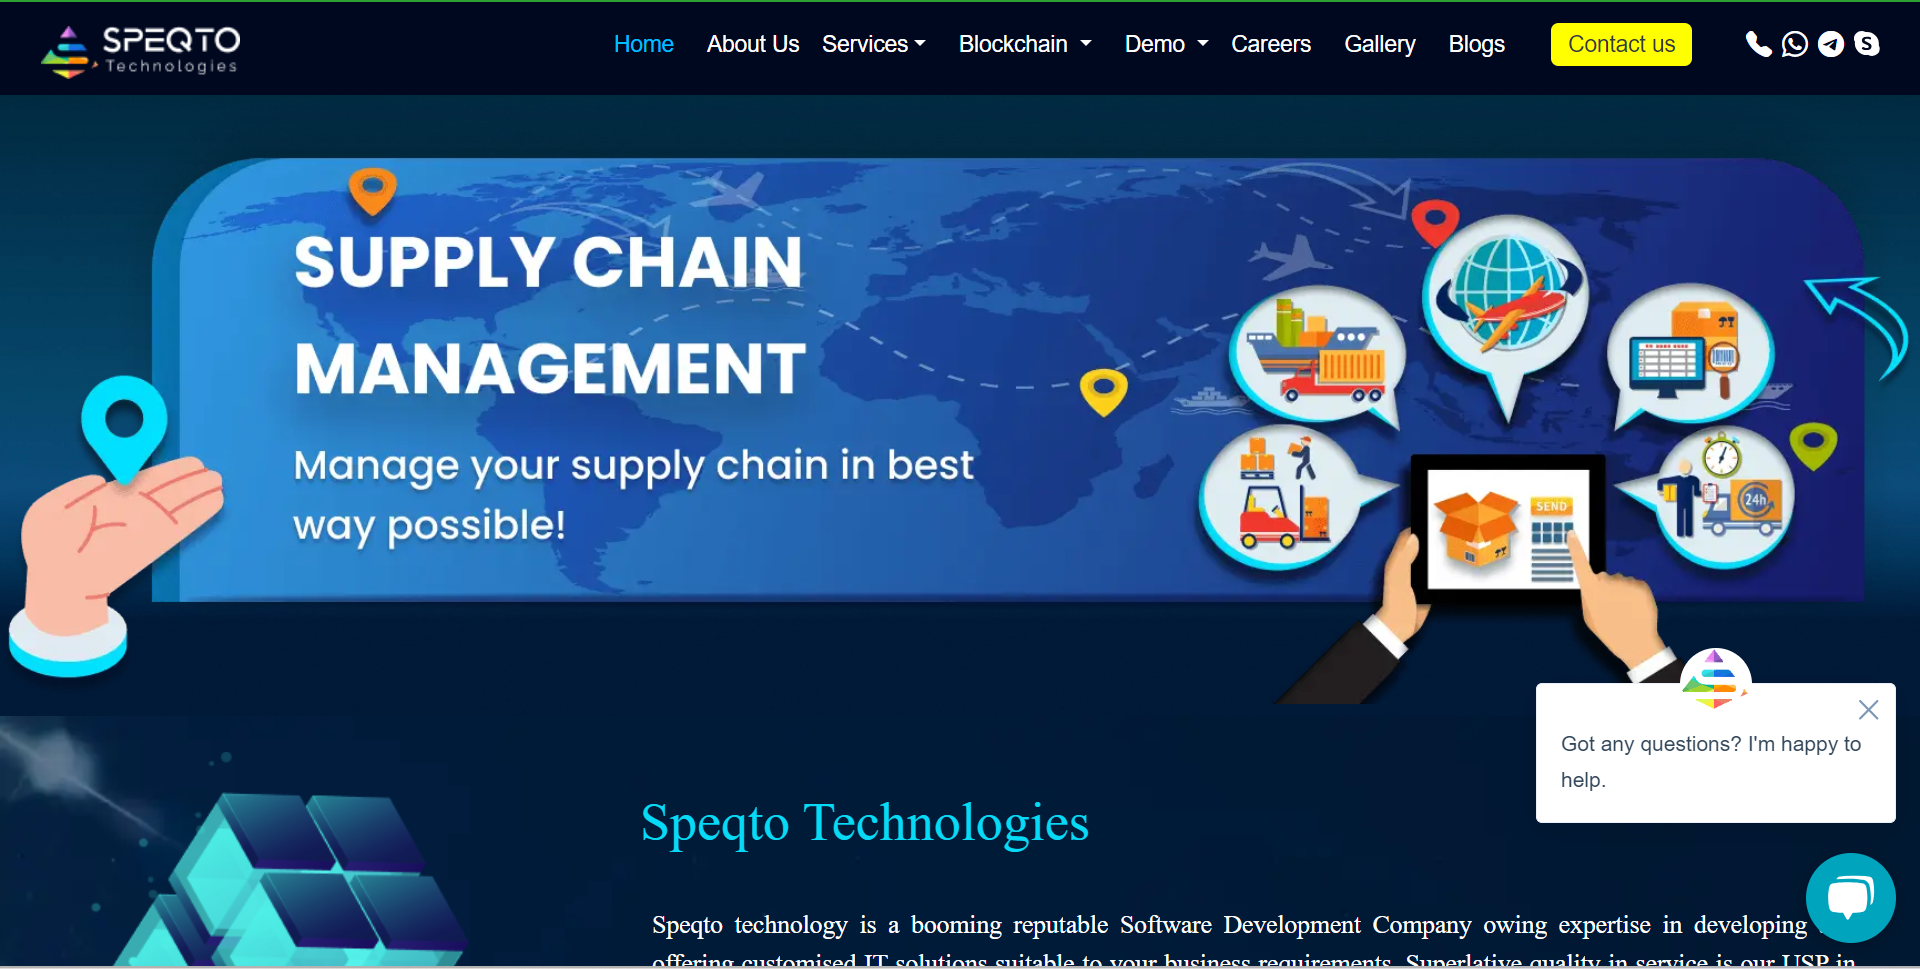 SPEQTO
Technologies
Home About Us Services Blockchain Demo Careers Gallery Blogs Contact us
SUPPLY CHAIN
MANAGEMENT
Manage your supply chain in best
way possible!
SEND
24h
Got any questions? I'm happy to
help.
Speqto Technologies
Speqto technology is a booming reputable Software Development Company owing expertise in developing
offering customised IT solutions suitable to your business requirements. Superlative quality in service is our USP in